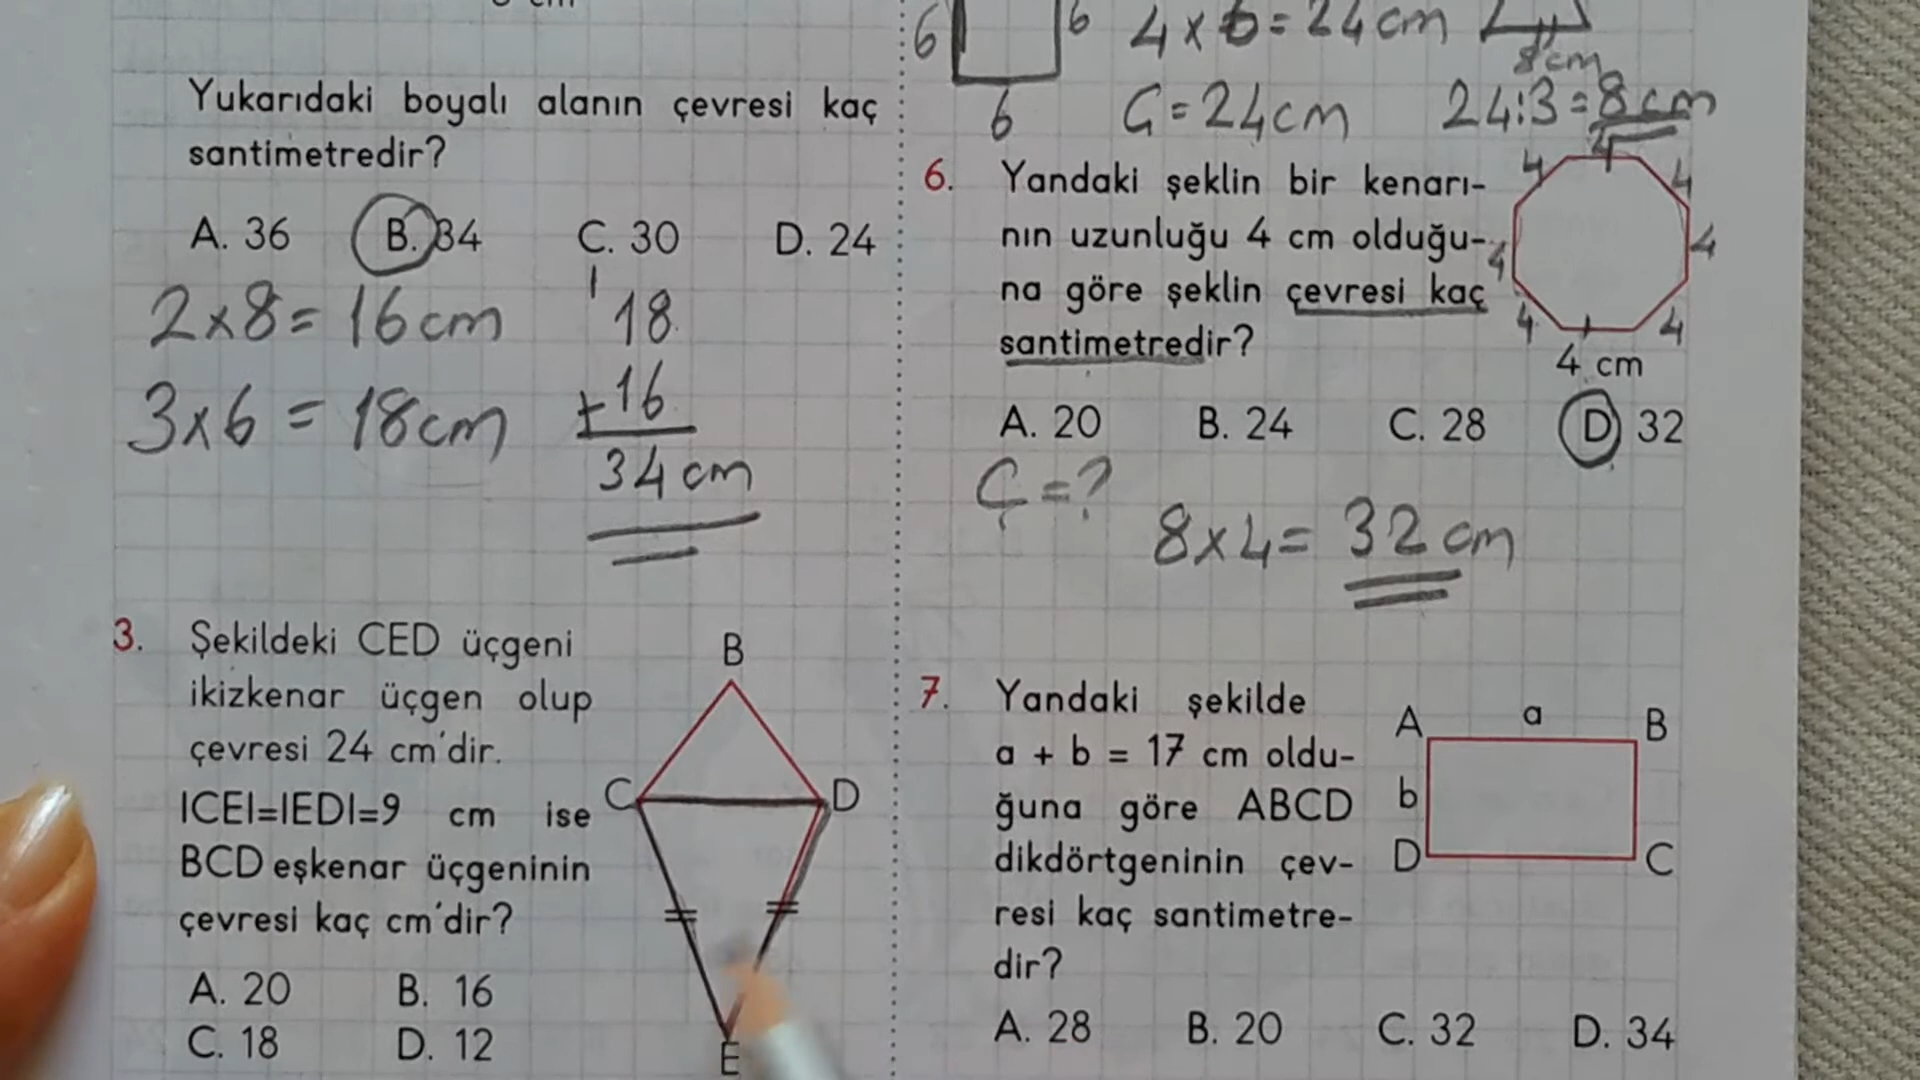 Yukarıdaki boyalı alanın çevresi kaç
santimetredir?
A. 36 B. 34 C. 30 D. 24
2x8= 16cm
3x6 = 18cm
1
18
+16
34 cm
3. Şekildeki CED üçgeni
ikizkenar üçgen olup
çevresi 24 cm'dir.
ICEI=IEDI=9 cm ise
BCD eşkenar üçgeninin
çevresi kaç cm'dir?
B
C
D
E
A. 20 B. 16
C. 18 D. 12
6
6
6
4x6=24cm
Ç=24cm
8cm
24:3=8cm
6. Yandaki şeklin bir kenarı-
nın uzunluğu 4 cm olduğu-
na göre şeklin çevresi kaç
santimetredir?
4
4
4
4
4
4
4
4 cm
A. 20 B. 24 C. 28 D 32
Ç=?
8x4= 32cm
7. Yandaki şekilde
a + b = 17 cm oldu-
ğuna göre ABCD
dikdörtgeninin çev-
resi kaç santimetre-
dir?
A a B
b
D C
A. 28 B. 20 C. 32 D. 34